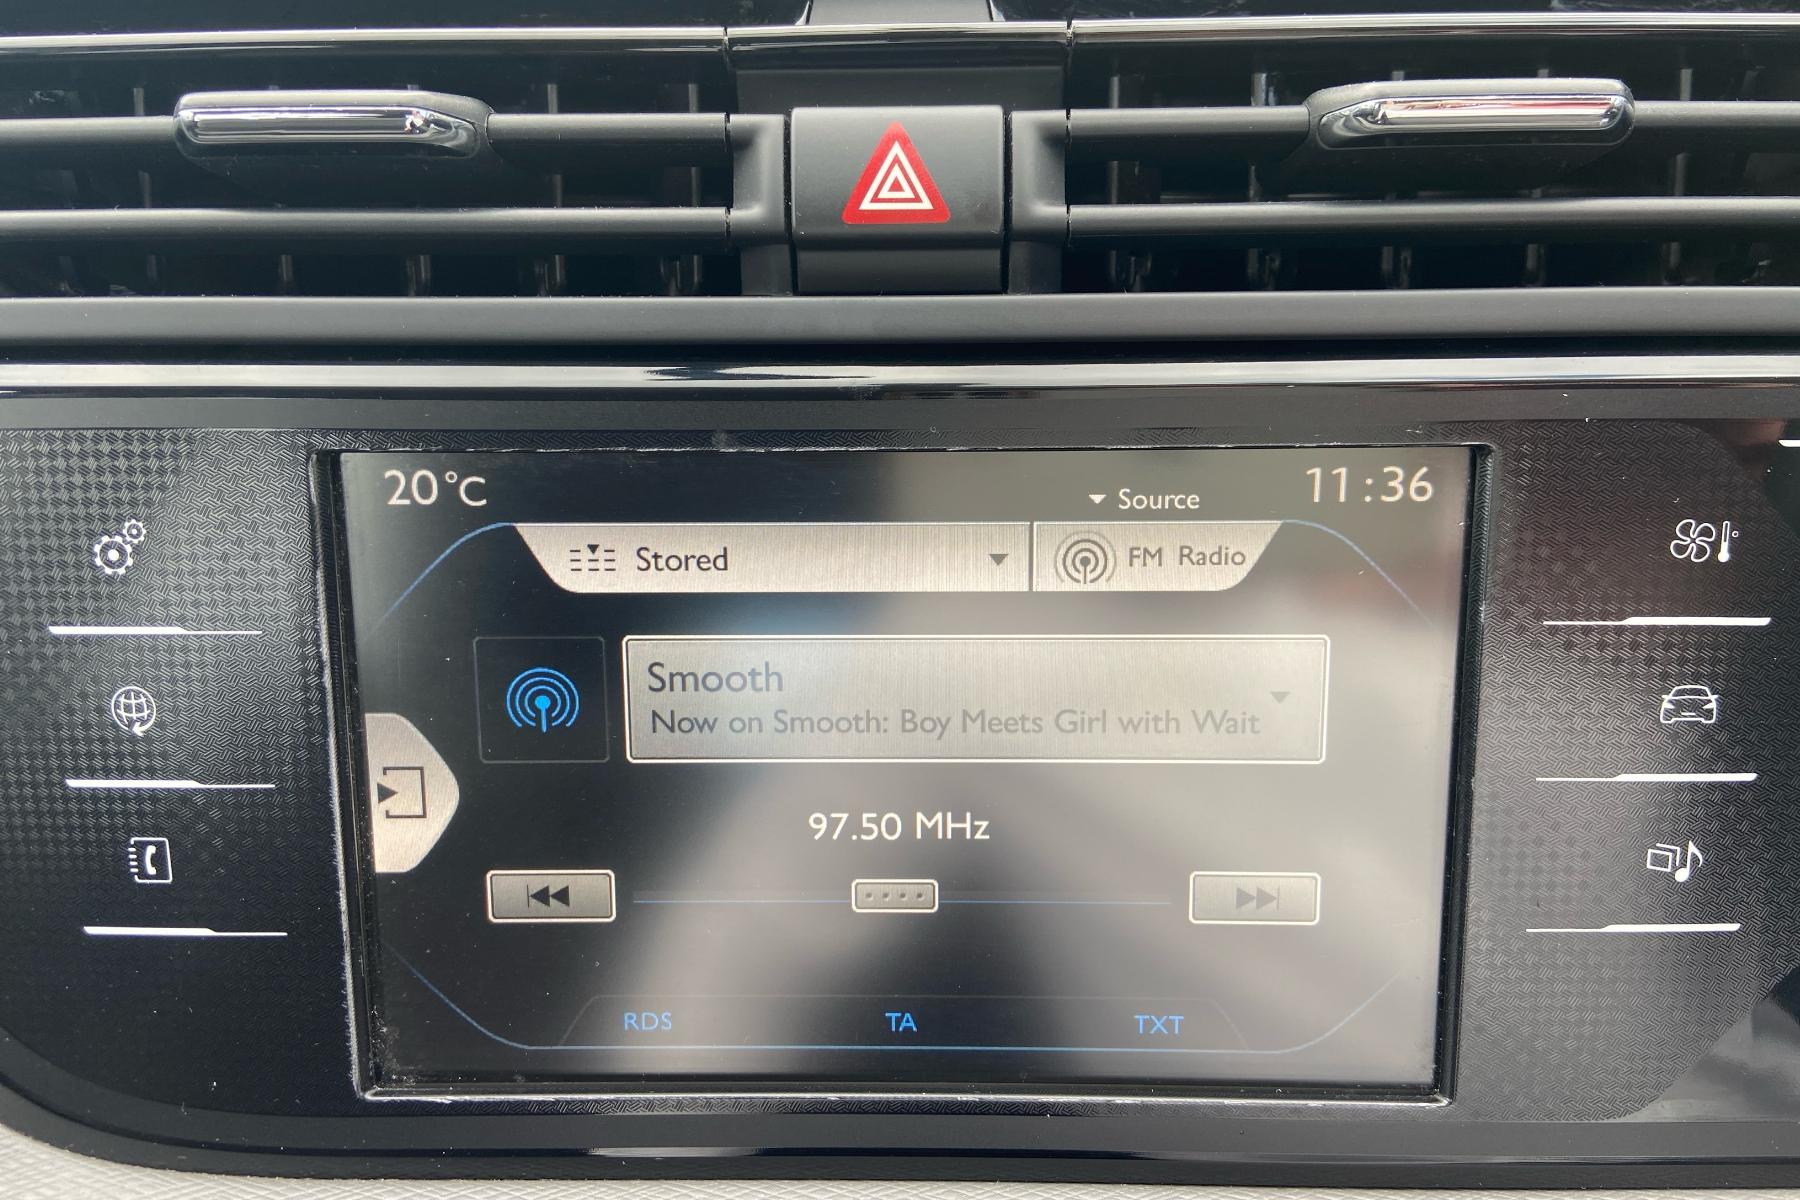 20°C
Source
11:36
Stored
FM Radio
Smooth
Now on Smooth: Boy Meets Girl with Wait
97.50 MHz
RDS
TA
TXT